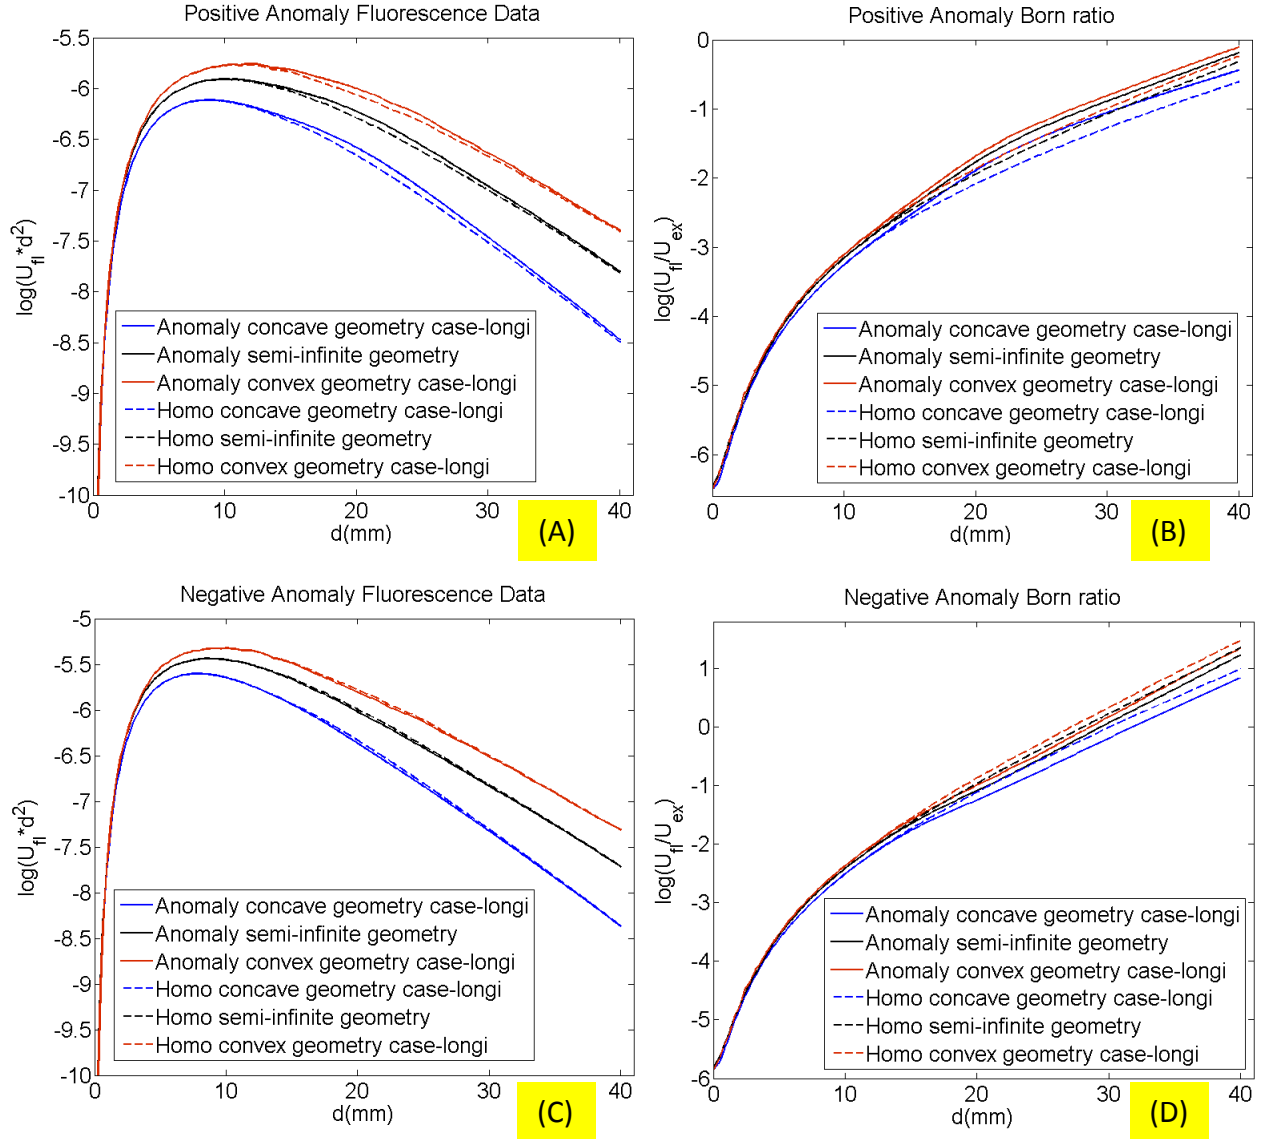 Positive Anomaly Fluorescence Data
-5.5
-6
-6.5
-7
-7.5
-8
-8.5
-9
-9.5
-10
log(U_fl*d²)
Anomaly concave geometry case-longi
Anomaly semi-infinite geometry
Anomaly convex geometry case-longi
Homo concave geometry case-longi
Homo semi-infinite geometry
Homo convex geometry case-longi
0 10 20 30 40
d(mm)
(A)
Positive Anomaly Born ratio
0
-1
-2
-3
-4
-5
-6
log(U_fl/U_ex)
Anomaly concave geometry case-longi
Anomaly semi-infinite geometry
Anomaly convex geometry case-longi
Homo concave geometry case-longi
Homo semi-infinite geometry
Homo convex geometry case-longi
0 10 20 30 40
d(mm)
(B)
Negative Anomaly Fluorescence Data
-5
-5.5
-6
-6.5
-7
-7.5
-8
-8.5
-9
-9.5
-10
log(U_fl*d²)
Anomaly concave geometry case-longi
Anomaly semi-infinite geometry
Anomaly convex geometry case-longi
Homo concave geometry case-longi
Homo semi-infinite geometry
Homo convex geometry case-longi
0 10 20 30 40
d(mm)
(C)
Negative Anomaly Born ratio
1
0
-1
-2
-3
-4
-5
-6
log(U_fl/U_ex)
Anomaly concave geometry case-longi
Anomaly semi-infinite geometry
Anomaly convex geometry case-longi
Homo concave geometry case-longi
Homo semi-infinite geometry
Homo convex geometry case-longi
0 10 20 30 40
d(mm)
(D)